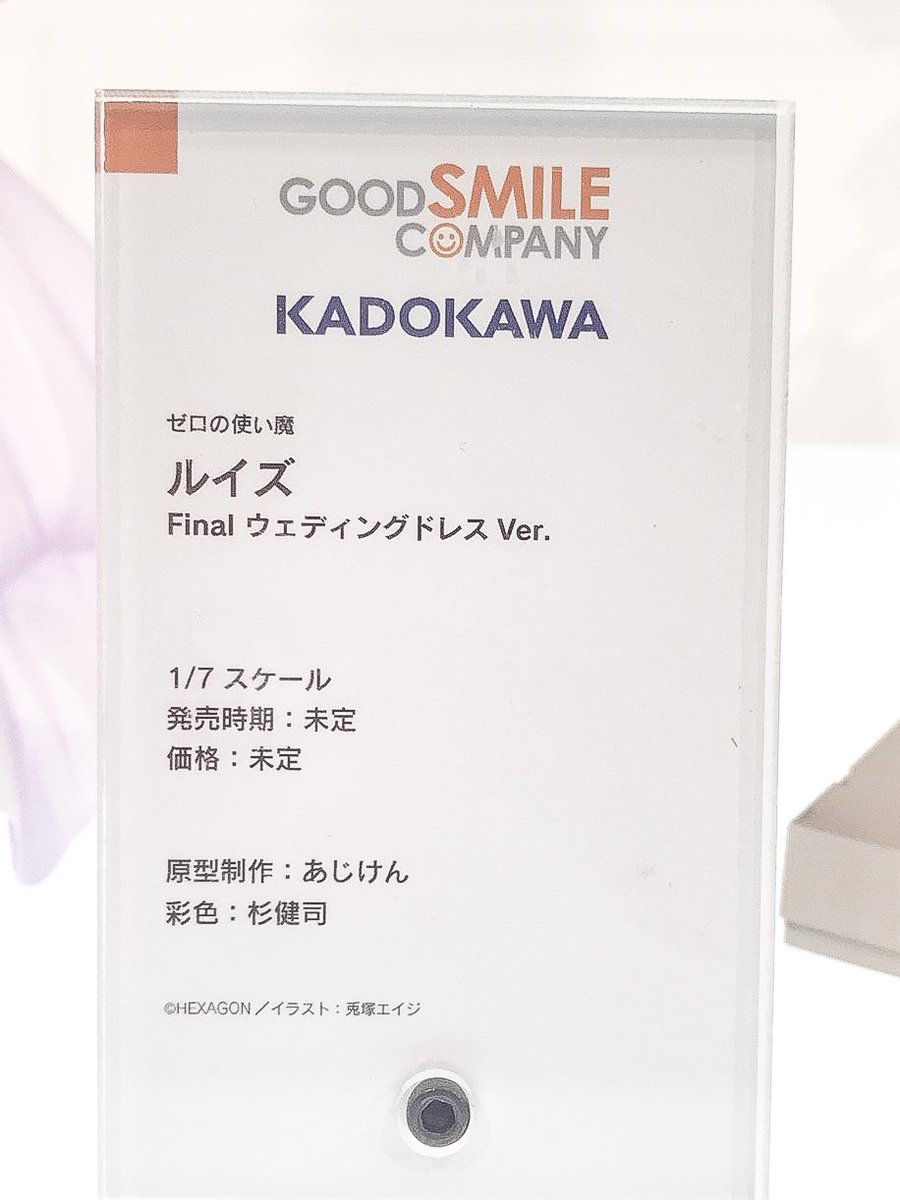 GOOD SMILE
COMPANY
KADOKAWA
ゼロの使い魔
ルイズ
Final ウェディングドレス Ver.
1/7 スケール
発売時期：未定
価格：未定
原型制作：あじけん
彩色：杉健司
©HEXAGON／イラスト：兎塚エイジ